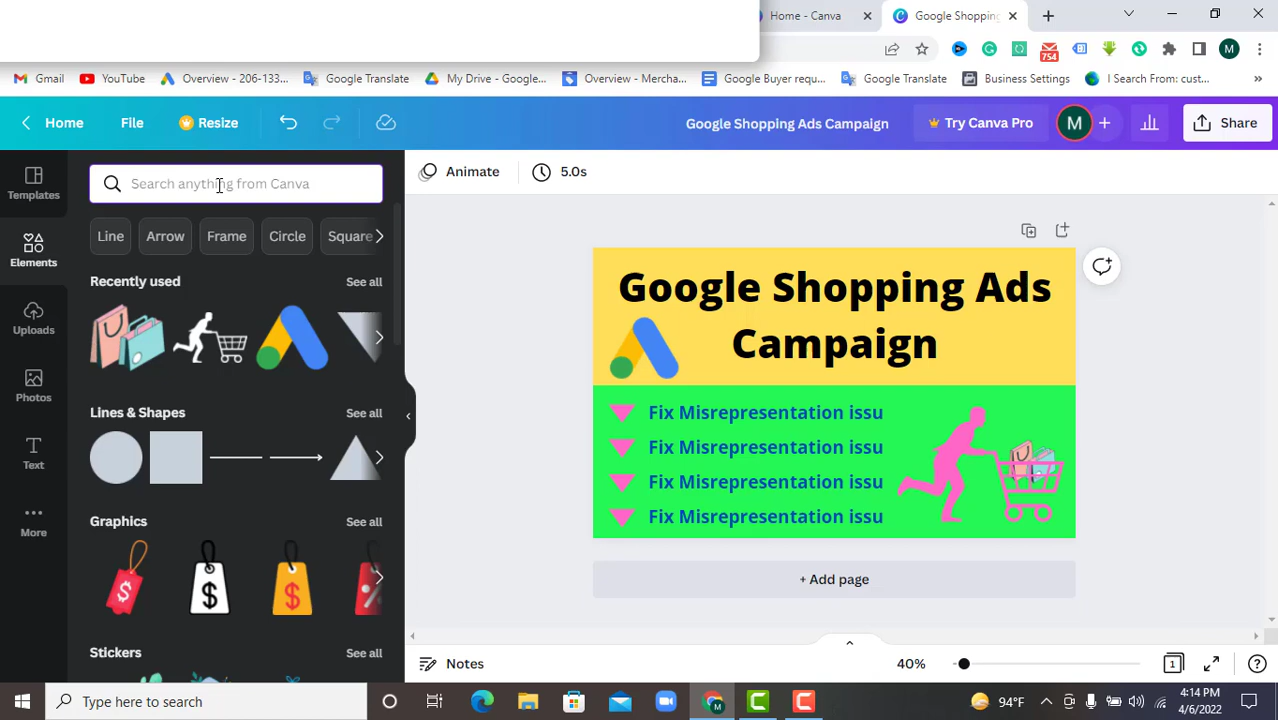 Home - Canva
Google Shopping
754
Gmail
YouTube
Overview - 206-133...
Google Translate
My Drive - Google...
Overview - Mercha...
Google Buyer requ...
Google Translate
Business Settings
I Search From: cust...
Home
File
Resize
Google Shopping Ads Campaign
Try Canva Pro
M
Share
Templates
Elements
Uploads
Photos
Text
More
Search anything from Canva
Line
Arrow
Frame
Circle
Square
Recently used
See all
Lines & Shapes
See all
Graphics
See all
Stickers
See all
Animate
5.0s
Google Shopping Ads
Campaign
Fix Misrepresentation issu
Fix Misrepresentation issu
Fix Misrepresentation issu
Fix Misrepresentation issu
+ Add page
Notes
40%
1
Type here to search
94°F
4:14 PM
4/6/2022